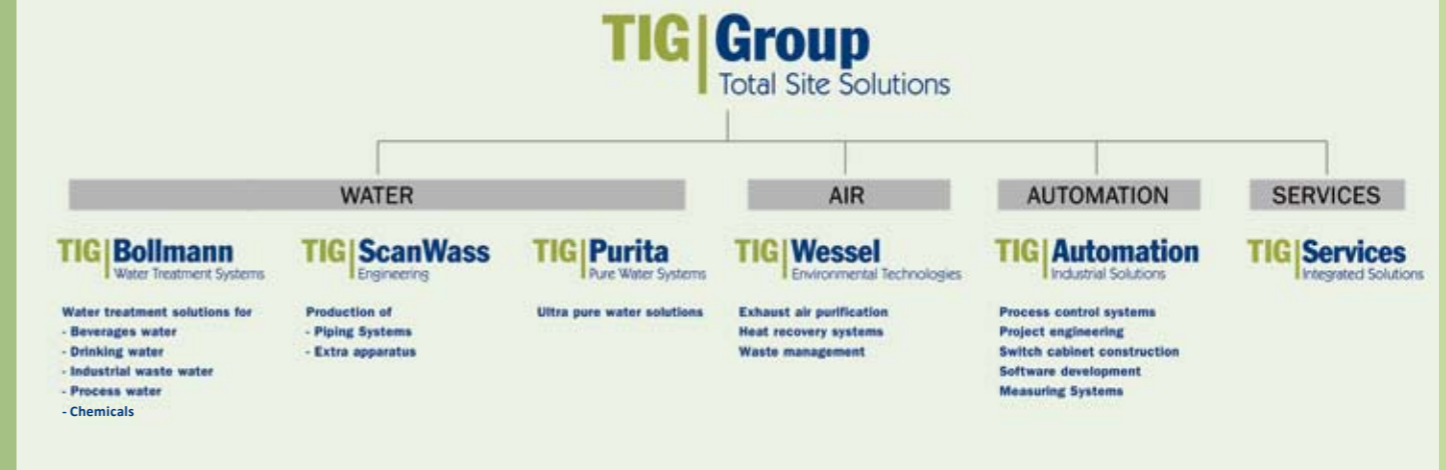 TIG Group
Total Site Solutions
WATER
AIR
AUTOMATION
SERVICES
TIG Bollmann
Water Treatment Systems
Water treatment solutions for
- Beverages water
- Drinking water
- Industrial waste water
- Process water
- Chemicals
TIG ScanWass
Engineering
Production of
- Piping Systems
- Extra apparatus
TIG Purita
Pure Water Systems
Ultra pure water solutions
TIG Wessel
Environmental Technologies
Exhaust air purification
Heat recovery systems
Waste management
TIG Automation
Industrial Solutions
Process control systems
Project engineering
Switch cabinet construction
Software development
Measuring Systems
TIG Services
Integrated Solutions